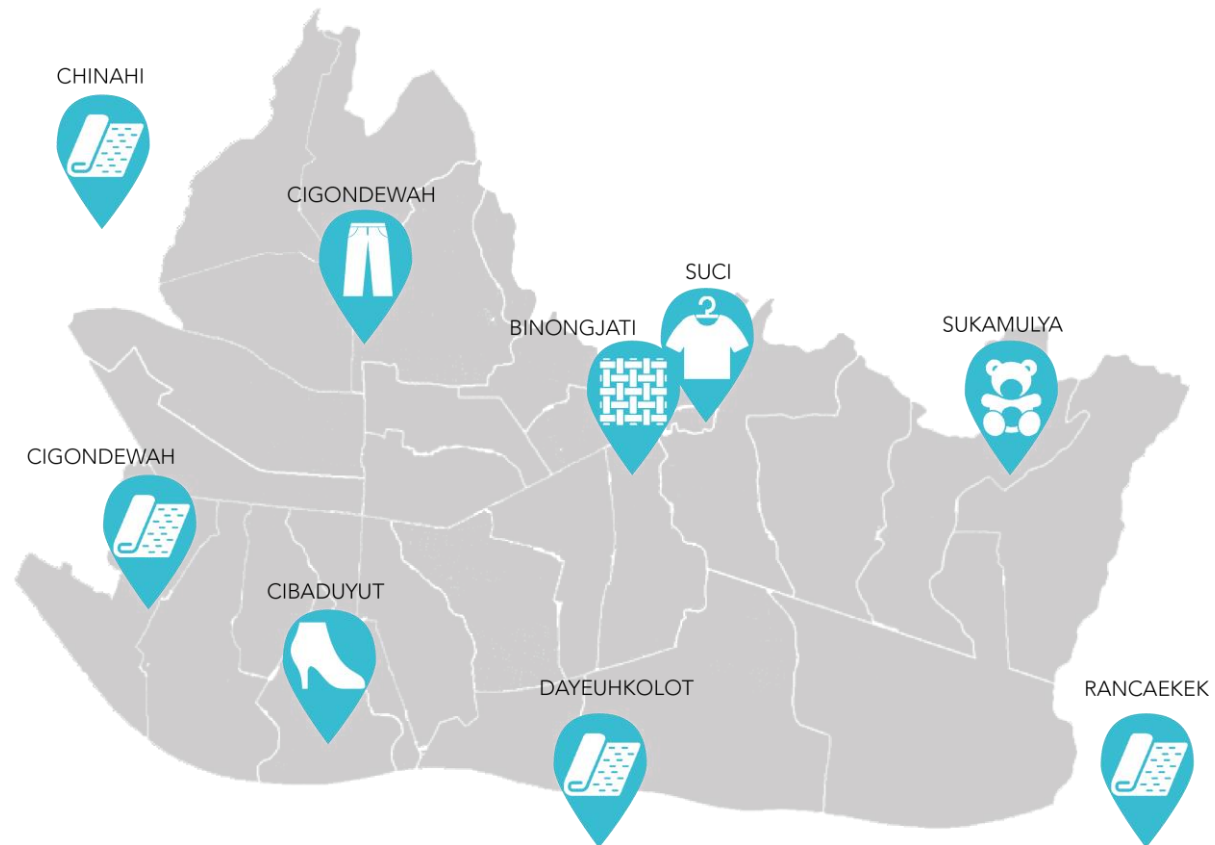 CHINAHI
CIGONDEWAH
SUCI
BINONGJATI
SUKAMULYA
CIGONDEWAH
CIBADUYUT
DAYEUHKOLOT
RANCAEKEK